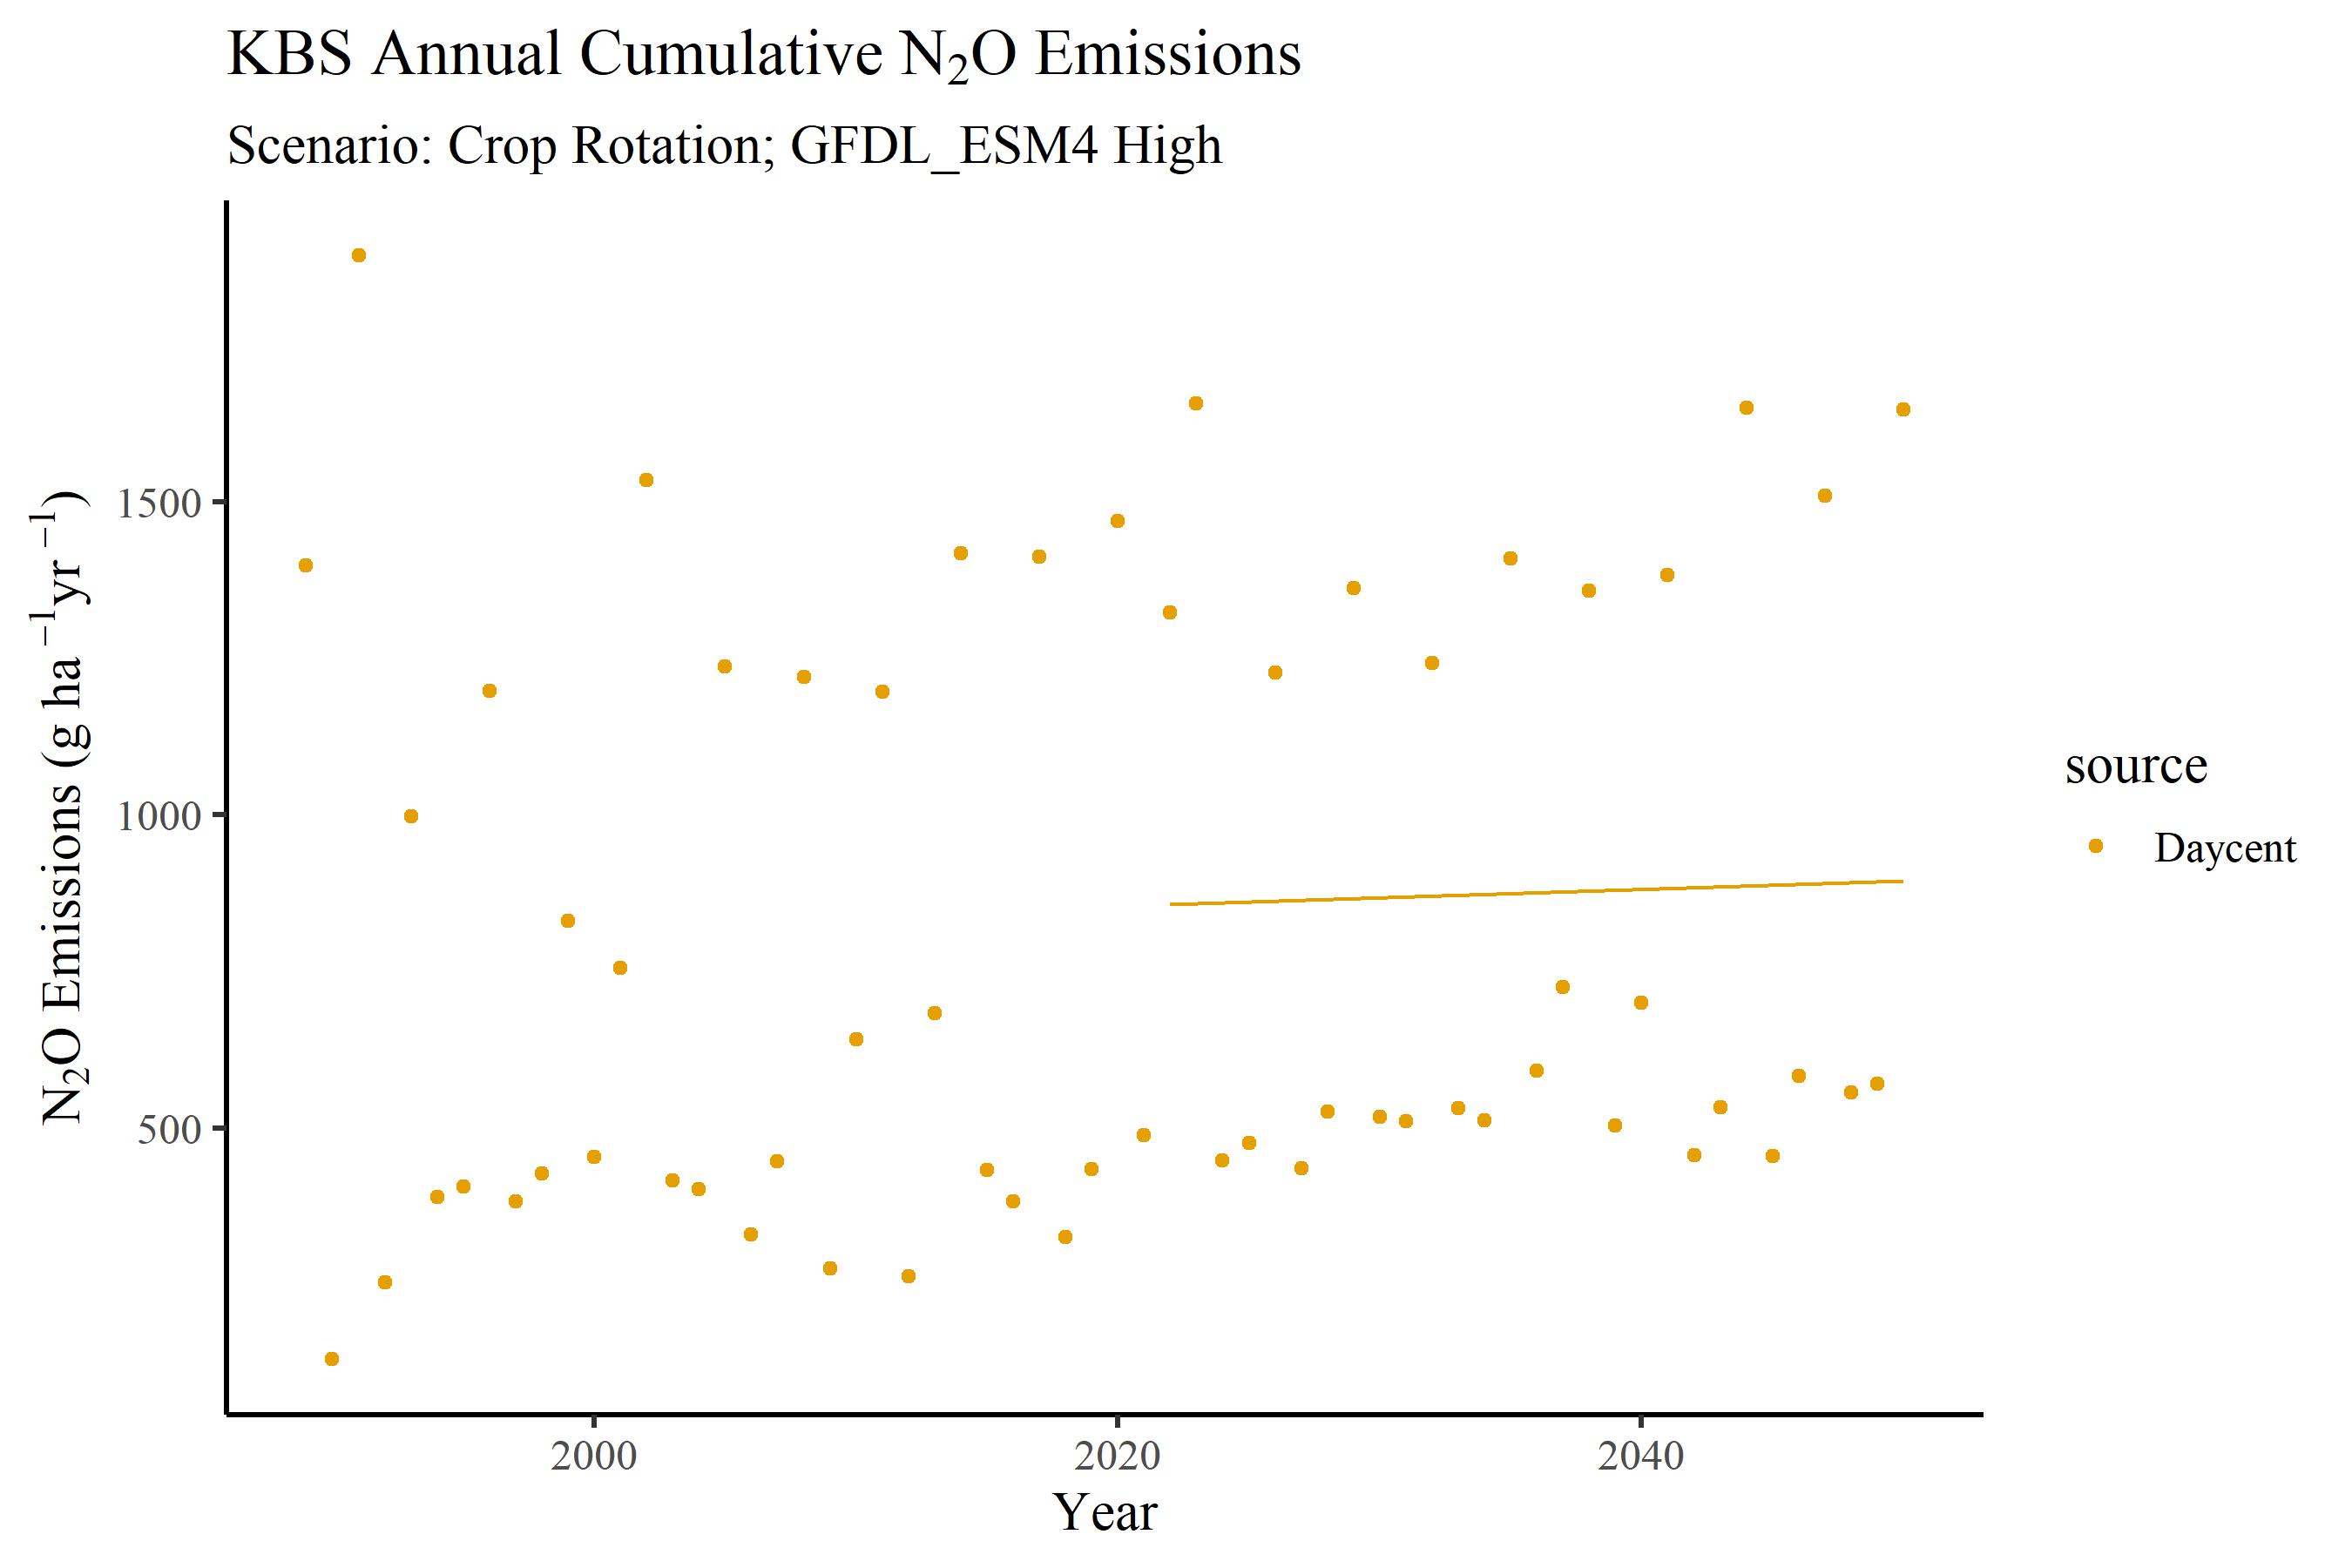 KBS Annual Cumulative N₂O Emissions
Scenario: Crop Rotation; GFDL_ESM4 High
N₂O Emissions (g ha ⁻¹yr ⁻¹)
1500
1000
500
2000 2020 2040
Year
source
Daycent